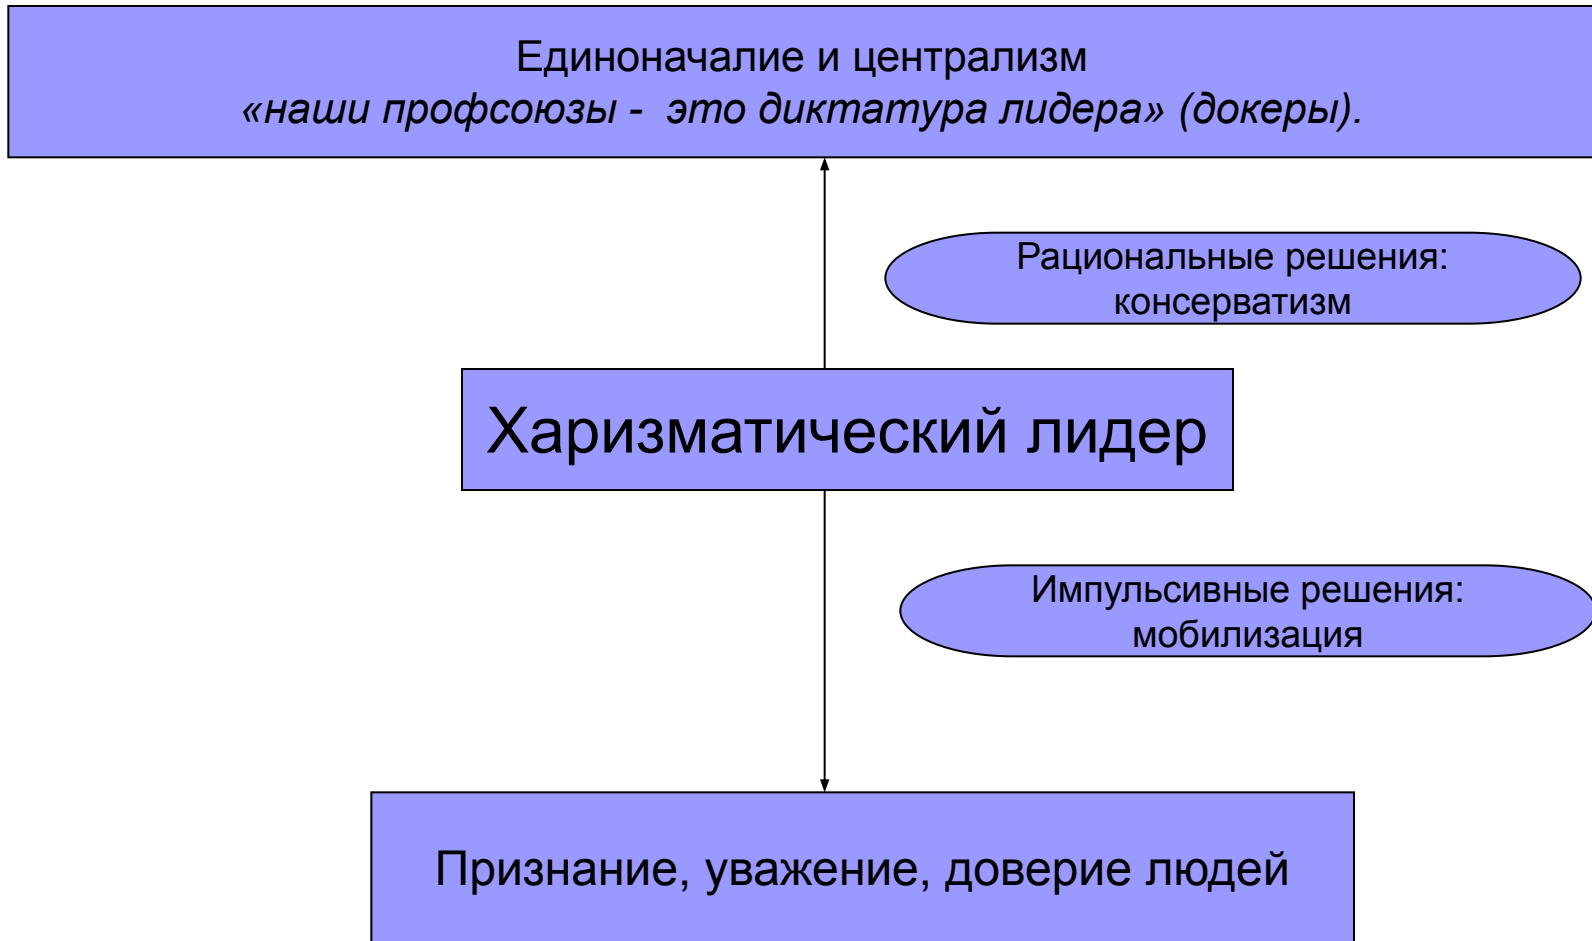 Единоначалие и централизм
«наши профсоюзы -  это диктатура лидера» (докеры).
Рациональные решения:
консерватизм
Харизматический лидер
Импульсивные решения:
мобилизация
Признание, уважение, доверие людей